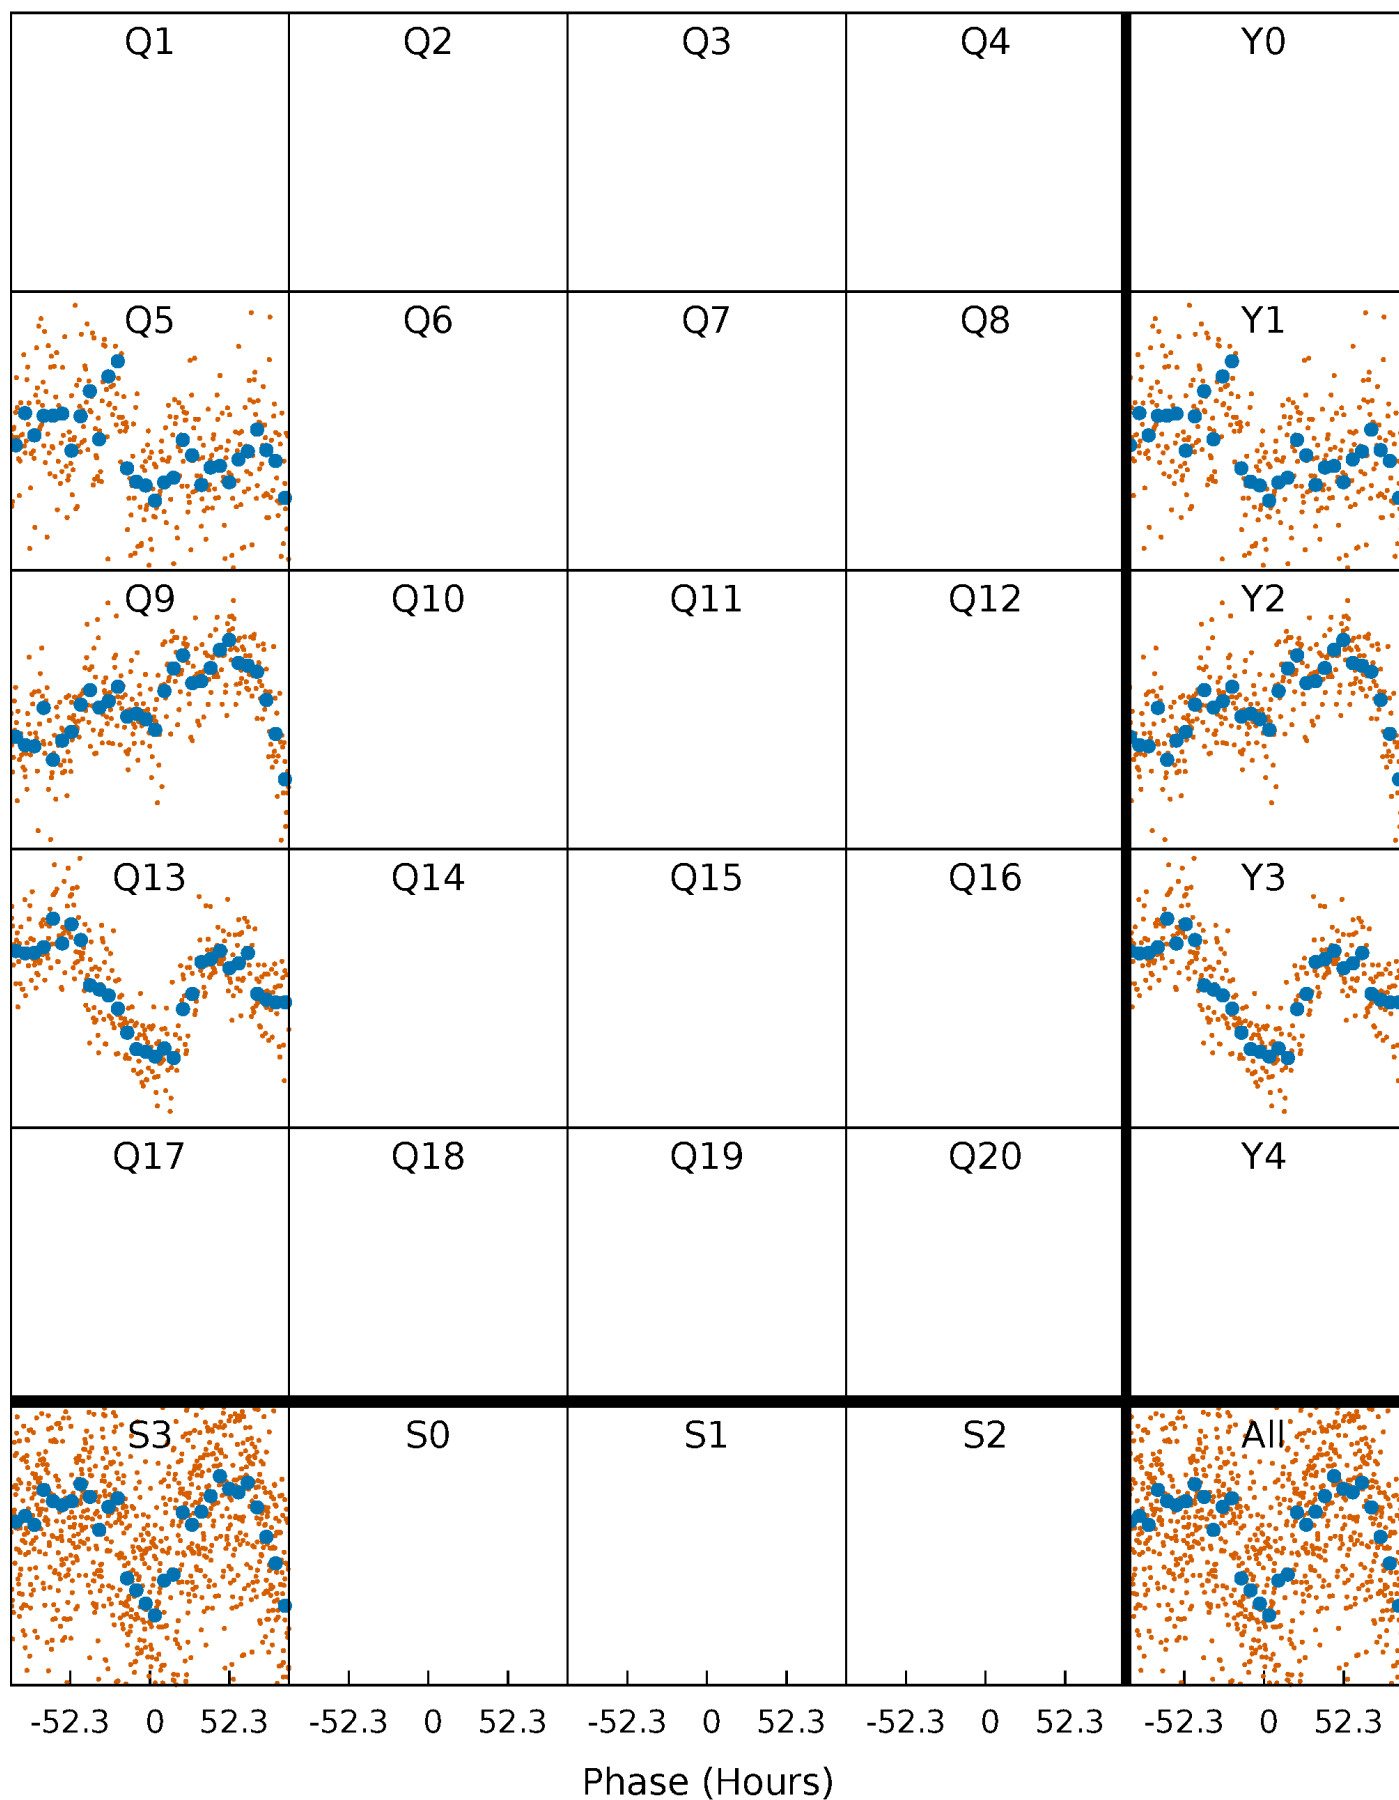 Q1 Q2 Q3 Q4 Y0
Q5 Q6 Q7 Q8 Y1
Q9 Q10 Q11 Q12 Y2
Q13 Q14 Q15 Q16 Y3
Q17 Q18 Q19 Q20 Y4
S3 S0 S1 S2 All
-52.3 0 52.3 -52.3 0 52.3 -52.3 0 52.3 -52.3 0 52.3 -52.3 0 52.3
Phase (Hours)